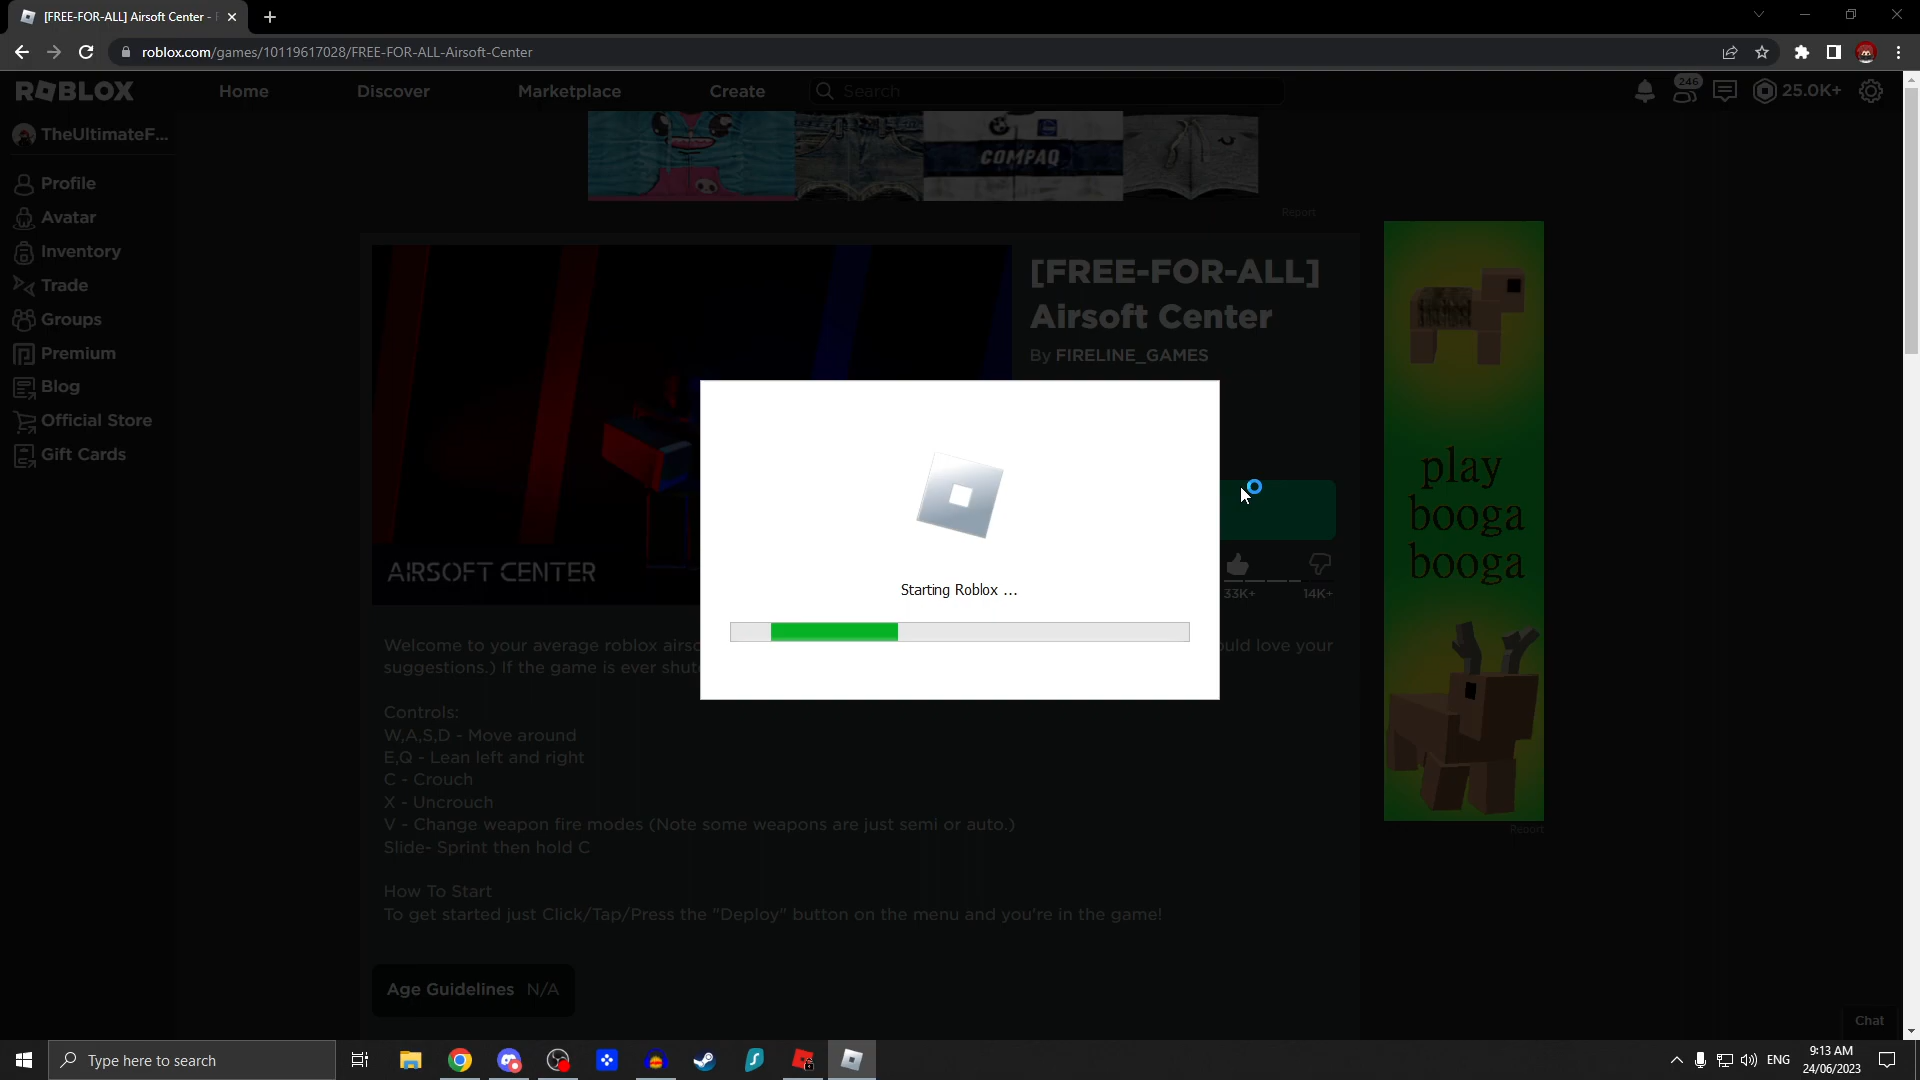 [FREE-FOR-ALL] Airsoft Center -
roblox.com/games/10119617028/FREE-FOR-ALL-Airsoft-Center
ROBLOX
Home
Discover
Marketplace
Create
Search
246
25.0K+
TheUltimateF...
Profile
Avatar
Inventory
Trade
Groups
Premium
Blog
Official Store
Gift Cards
COMPAQ
Report
[FREE-FOR-ALL]
Airsoft Center
By FIRELINE_GAMES
AIRSOFT CENTER
33K+
14K+
play
booga
booga
Report
Starting Roblox ...
Welcome to your average roblox airso
uld love your
suggestions.) If the game is ever shut
Controls:
W,A,S,D - Move around
E,Q - Lean left and right
C - Crouch
X - Uncrouch
V - Change weapon fire modes (Note some weapons are just semi or auto.)
Slide- Sprint then hold C
How To Start
To get started just Click/Tap/Press the "Deploy" button on the menu and you're in the game!
Age Guidelines N/A
Chat
Type here to search
ENG
9:13 AM
24/06/2023